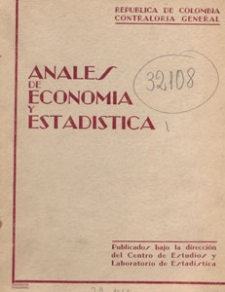 REPUBLICA DE COLOMBIA
CONTRALORIA GENERAL
ANALES
DE
ECONOMIA
Y
ESTADISTICA
32108
Publicados bajo la dirección
del Centro de Estudios y
Laboratorio de Estadística